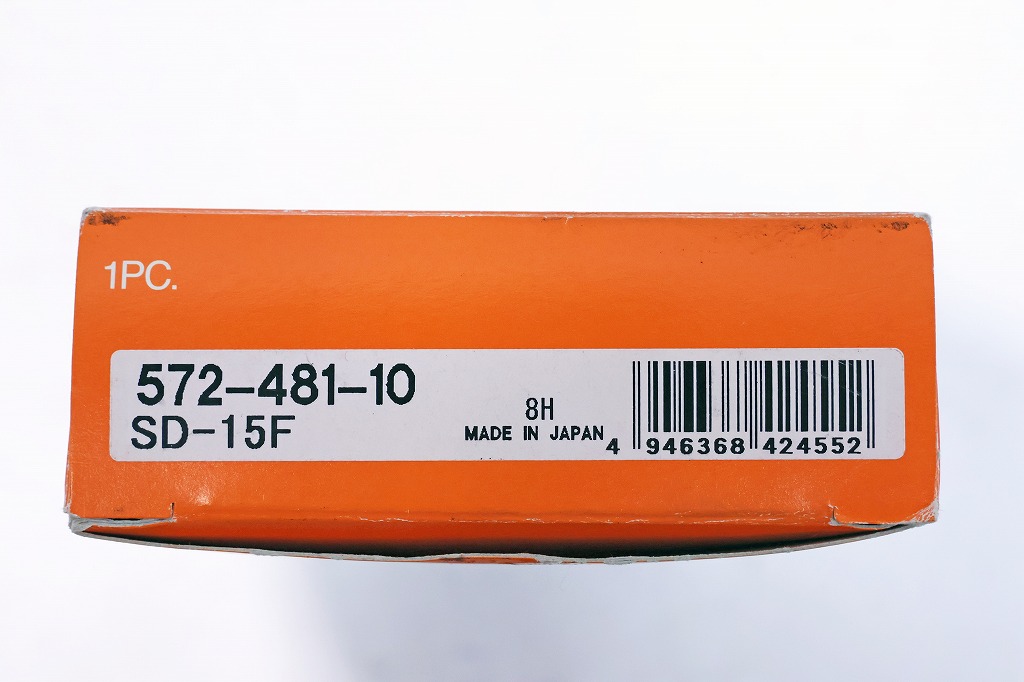 1PC.
572-481-10
SD-15F
8H
MADE IN JAPAN
4 946368 424552